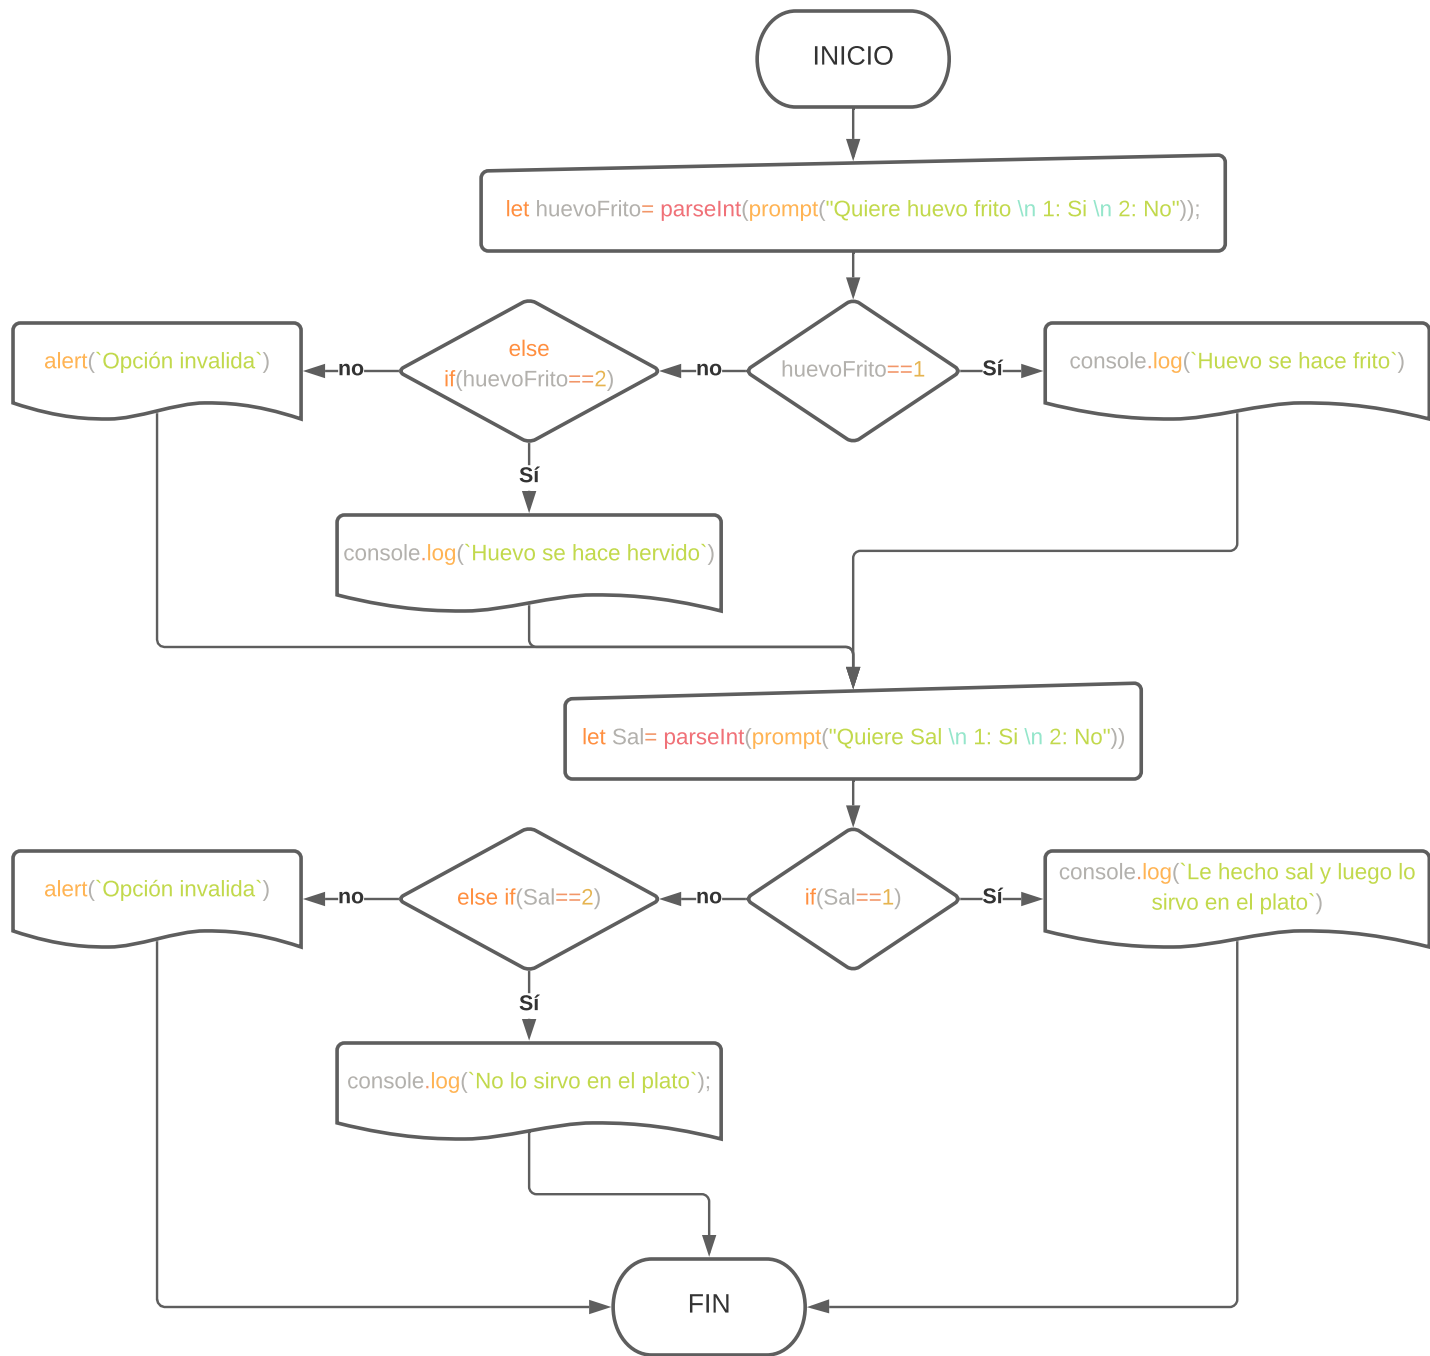 INICIO
let huevoFrito= parseInt(prompt("Quiere huevo frito \n 1: Si \n 2: No"));
alert(`Opción invalida`)
no
else
if(huevoFrito==2)
no
huevoFrito==1
Sí
console.log(`Huevo se hace frito`)
Sí
console.log(`Huevo se hace hervido`)
let Sal= parseInt(prompt("Quiere Sal \n 1: Si \n 2: No"))
alert(`Opción invalida`)
no
else if(Sal==2)
no
if(Sal==1)
Sí
console.log(`Le hecho sal y luego lo
sirvo en el plato`)
Sí
console.log(`No lo sirvo en el plato`);
FIN